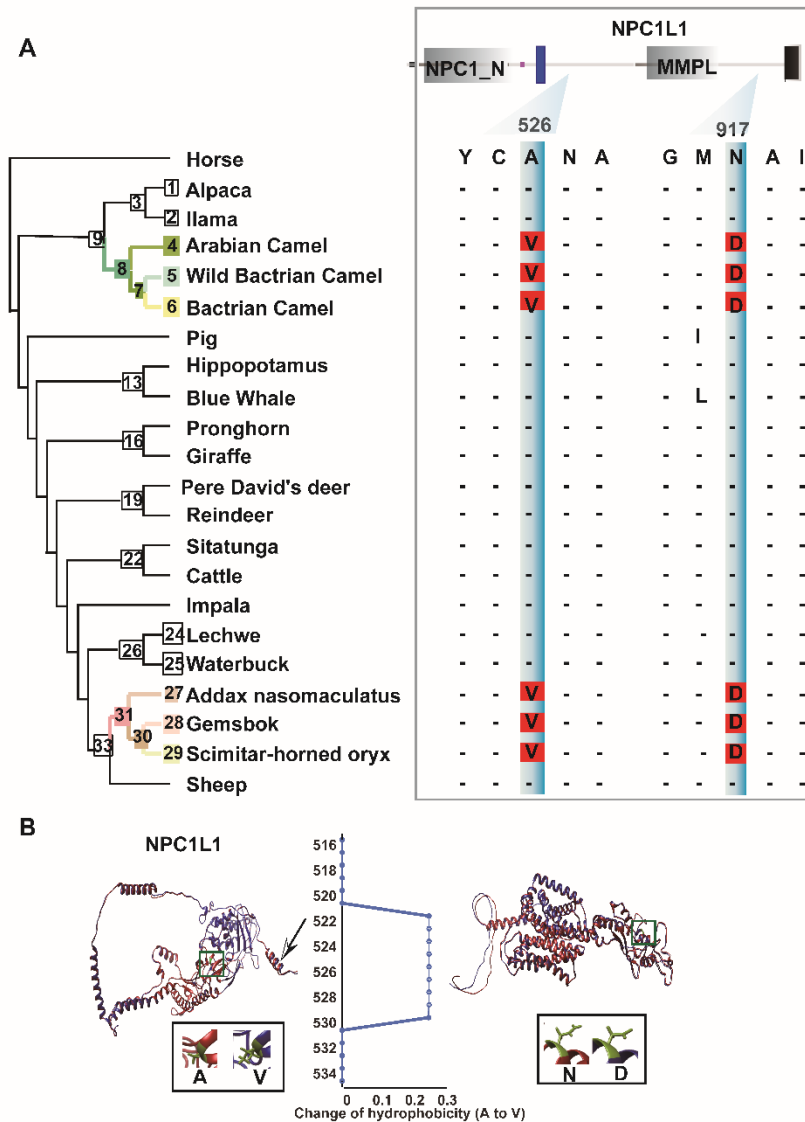 A
NPC1L1
NPC1_N
MMPL
526
917
Horse Y C A N A G M N A I
1 Alpaca - - - - - - - - - -
3
2 llama - - - - - - - - - -
9
4 Arabian Camel - - V - - - - D - -
8
5 Wild Bactrian Camel - - V - - - - D - -
7
6 Bactrian Camel - - V - - - - D - -
Pig - - - - - - I - - -
Hippopotamus - - - - - - - - - -
13
Blue Whale - - - - - - L - - -
Pronghorn - - - - - - - - - -
16
Giraffe - - - - - - - - - -
Pere David's deer - - - - - - - - - -
19
Reindeer - - - - - - - - - -
Sitatunga - - - - - - - - - -
22
Cattle - - - - - - - - - -
Impala - - - - - - - - - -
24 Lechwe - - - - - - - - - -
26
25 Waterbuck - - - - - - - - - -
27 Addax nasomaculatus - - V - - - - D - -
31
28 Gemsbok - - V - - - - D - -
30
33
29 Scimitar-horned oryx - - V - - - - D - -
Sheep - - - - - - - - - -
B
NPC1L1
516
518
520
522
524
526
528
530
532
534
A V
N D
0 0.1 0.2 0.3
Change of hydrophobicity (A to V)